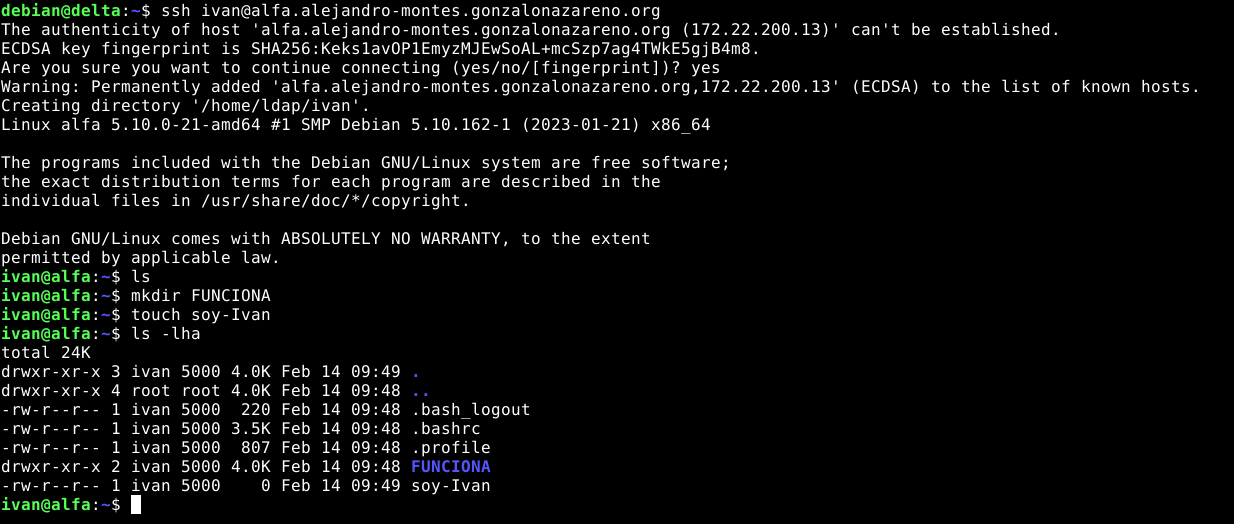 debian@delta:~$ ssh ivan@alfa.alejandro-montes.gonzalonazareno.org
The authenticity of host 'alfa.alejandro-montes.gonzalonazareno.org (172.22.200.13)' can't be established.
ECDSA key fingerprint is SHA256:Keks1avOP1EmyzMJEwSoAL+mcSzp7ag4TWkE5gjB4m8.
Are you sure you want to continue connecting (yes/no/[fingerprint])? yes
Warning: Permanently added 'alfa.alejandro-montes.gonzalonazareno.org,172.22.200.13' (ECDSA) to the list of known hosts.
Creating directory '/home/ldap/ivan'.
Linux alfa 5.10.0-21-amd64 #1 SMP Debian 5.10.162-1 (2023-01-21) x86_64

The programs included with the Debian GNU/Linux system are free software;
the exact distribution terms for each program are described in the
individual files in /usr/share/doc/*/copyright.

Debian GNU/Linux comes with ABSOLUTELY NO WARRANTY, to the extent
permitted by applicable law.
ivan@alfa:~$ ls
ivan@alfa:~$ mkdir FUNCIONA
ivan@alfa:~$ touch soy-Ivan
ivan@alfa:~$ ls -lha
total 24K
drwxr-xr-x 3 ivan 5000 4.0K Feb 14 09:49 .
drwxr-xr-x 4 root root 4.0K Feb 14 09:48 ..
-rw-r--r-- 1 ivan 5000  220 Feb 14 09:48 .bash_logout
-rw-r--r-- 1 ivan 5000 3.5K Feb 14 09:48 .bashrc
-rw-r--r-- 1 ivan 5000  807 Feb 14 09:48 .profile
drwxr-xr-x 2 ivan 5000 4.0K Feb 14 09:48 FUNCIONA
-rw-r--r-- 1 ivan 5000    0 Feb 14 09:49 soy-Ivan
ivan@alfa:~$